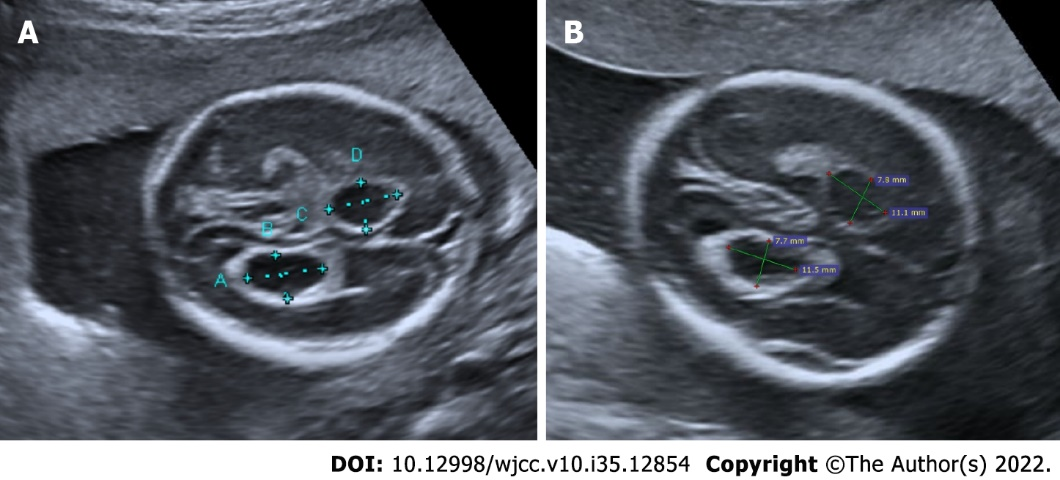 A
B
D
C
B
A
7.9 mm
11.1 mm
7.7 mm
11.5 mm
DOI: 10.12998/wjcc.v10.i35.12854 Copyright ©The Author(s) 2022.